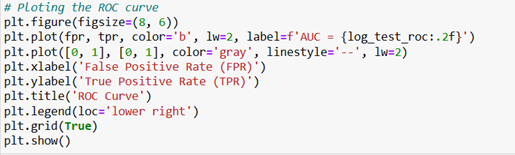 # Ploting the ROC curve
plt.figure(figsize=(8, 6))
plt.plot(fpr, tpr, color='b', lw=2, label=f'AUC = {log_test_roc:.2f}')
plt.plot([0, 1], [0, 1], color='gray', linestyle='--', lw=2)
plt.xlabel('False Positive Rate (FPR)')
plt.ylabel('True Positive Rate (TPR)')
plt.title('ROC Curve')
plt.legend(loc='lower right')
plt.grid(True)
plt.show()